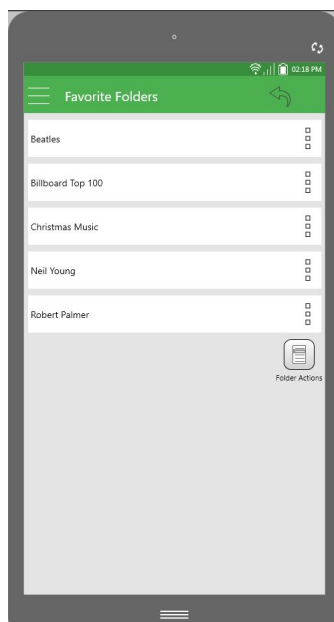 02:18 PM
Favorite Folders
Beatles
Billboard Top 100
Christmas Music
Neil Young
Robert Palmer
Folder Actions